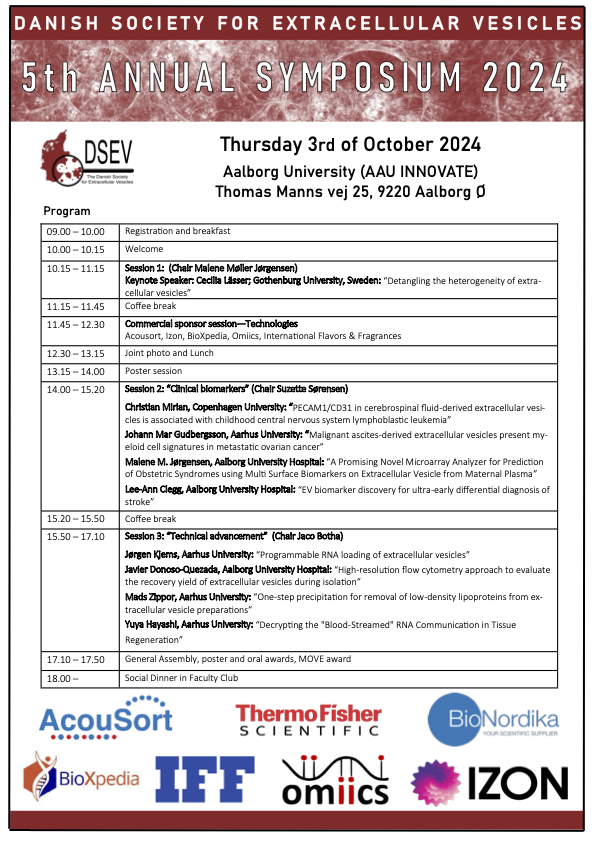 DANISH SOCIETY FOR EXTRACELLULAR VESICLES
5th ANNUAL SYMPOSIUM 2024
DSEV
The Danish Society
for Extracellular Vesicles
Thursday 3rd of October 2024
Aalborg University (AAU INNOVATE)
Thomas Manns vej 25, 9220 Aalborg Ø
Program
09.00 – 10.00 Registration and breakfast
10.00 – 10.15 Welcome
10.15 – 11.15 Session 1: (Chair Malene Møller Jørgensen)
Keynote Speaker: Cecilia Lässer; Gothenburg University, Sweden: “Detangling the heterogeneity of extra-
cellular vesicles”
11.15 – 11.45 Coffee break
11.45 – 12.30 Commercial sponsor session—Technologies
Acousort, Izon, BioXpedia, Omiics, International Flavors & Fragrances
12.30 – 13.15 Joint photo and Lunch
13.15 – 14.00 Poster session
14.00 – 15.20 Session 2: “Clinical biomarkers” (Chair Suzette Sørensen)
Christian Mirian, Copenhagen University: “PECAM1/CD31 in cerebrospinal fluid-derived extracellular vesi-
cles is associated with childhood central nervous system lymphoblastic leukemia”
Johann Mar Gudbergsson, Aarhus University: “Malignant ascites-derived extracellular vesicles present my-
eloid cell signatures in metastatic ovarian cancer”
Malene M. Jørgensen, Aalborg University Hospital: “A Promising Novel Microarray Analyzer for Prediction
of Obstetric Syndromes using Multi Surface Biomarkers on Extracellular Vesicle from Maternal Plasma”
Lee-Ann Clegg, Aalborg University Hospital: “EV biomarker discovery for ultra-early differential diagnosis of
stroke”
15.20 – 15.50 Coffee break
15.50 – 17.10 Session 3: “Technical advancement” (Chair Jaco Botha)
Jørgen Kjems, Aarhus University: “Programmable RNA loading of extracellular vesicles”
Javier Donoso-Quezada, Aalborg University Hospital: “High-resolution flow cytometry approach to evaluate
the recovery yield of extracellular vesicles during isolation”
Mads Zippor, Aarhus University: “One-step precipitation for removal of low-density lipoproteins from ex-
tracellular vesicle preparations”
Yuya Hayashi, Aarhus University: “Decrypting the "Blood-Streamed" RNA Communication in Tissue
Regeneration”
17.10 – 17.50 General Assembly, poster and oral awards, MOVE award
18.00 – Social Dinner in Faculty Club
AcouSort
ThermoFisher
SCIENTIFIC
BioNordika
YOUR SCIENTIFIC SUPPLIER
BioXpedia
IFF
omiics
IZON